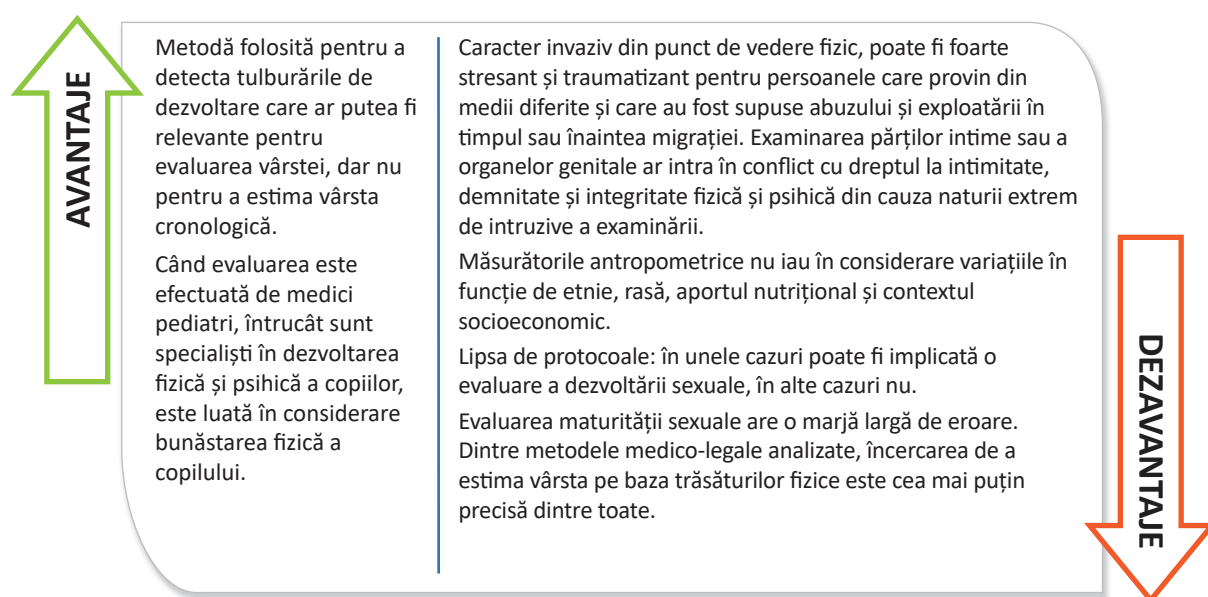 AVANTAJE
Metodă folosită pentru a
detecta tulburările de
dezvoltare care ar putea fi
relevante pentru
evaluarea vârstei, dar nu
pentru a estima vârsta
cronologică.
Când evaluarea este
efectuată de medici
pediatri, întrucât sunt
specialiști în dezvoltarea
fizică și psihică a copiilor,
este luată în considerare
bunăstarea fizică a
copilului.
Caracter invaziv din punct de vedere fizic, poate fi foarte
stresant și traumatizant pentru persoanele care provin din
medii diferite și care au fost supuse abuzului și exploatării în
timpul sau înaintea migrației. Examinarea părților intime sau a
organelor genitale ar intra în conflict cu dreptul la intimitate,
demnitate și integritate fizică și psihică din cauza naturii extrem
de intruzive a examinării.
Măsurătorile antropometrice nu iau în considerare variațiile în
funcție de etnie, rasă, aportul nutrițional și contextul
socioeconomic.
Lipsa de protocoale: în unele cazuri poate fi implicată o
evaluare a dezvoltării sexuale, în alte cazuri nu.
Evaluarea maturității sexuale are o marjă largă de eroare.
Dintre metodele medico-legale analizate, încercarea de a
estima vârsta pe baza trăsăturilor fizice este cea mai puțin
precisă dintre toate.
DEZAVANTAJE